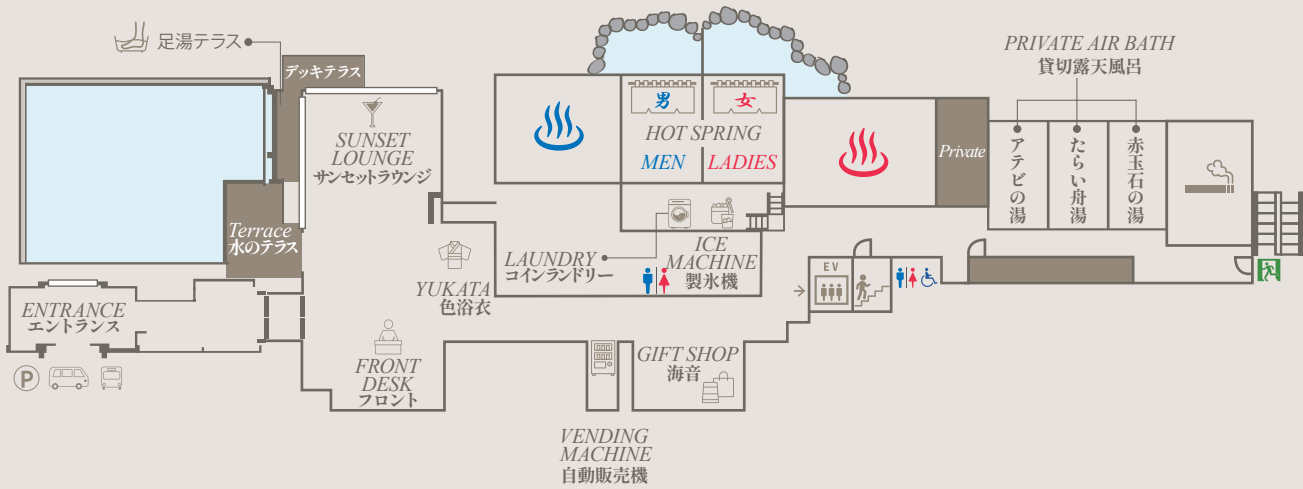 足湯テラス
デッキテラス
SUNSET
LOUNGE
サンセットラウンジ
Terrace
水のテラス
ENTRANCE
エントランス
P
YUKATA
色浴衣
FRONT
DESK
フロント
男
女
HOT SPRING
MEN
LADIES
LAUNDRY
コインランドリー
ICE
MACHINE
製氷機
VENDING
MACHINE
自動販売機
GIFT SHOP
海音
EV
Private
PRIVATE AIR BATH
貸切露天風呂
アテビの湯
たらい舟湯
赤玉石の湯